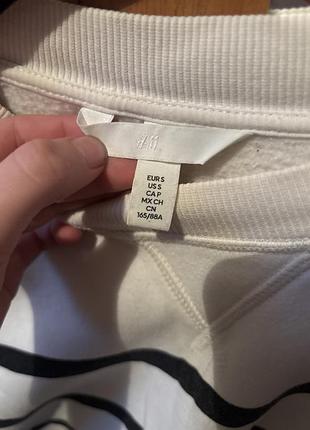 H&M
EUR S
US S
CA P
MX CH
CN
165/88A